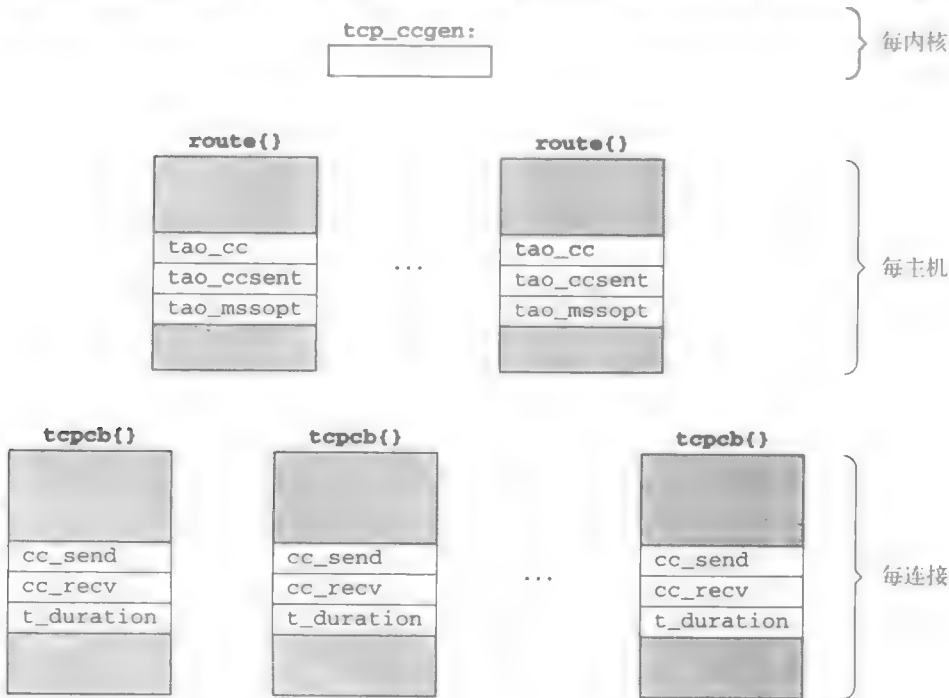 tcp_ccgen:
每内核
route{}
route{}
tao_cc
tao_ccsent
tao_mssopt
...
tao_cc
tao_ccsent
tao_mssopt
每主机
tcpcb{}
tcpcb{}
tcpcb{}
cc_send
cc_recv
t_duration
cc_send
cc_recv
t_duration
...
cc_send
cc_recv
t_duration
每连接